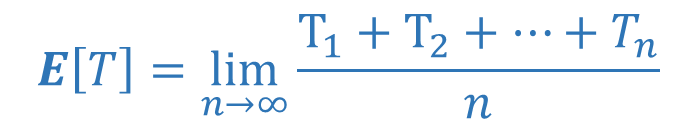 E[T] = lim n→∞ (T₁ + T₂ + ⋯ + Tₙ) / n